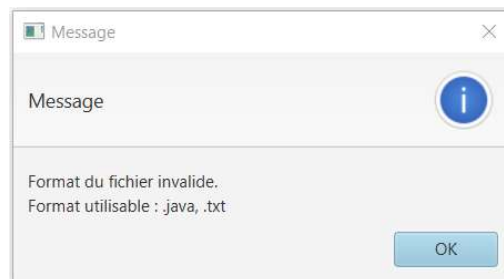 Message
Message
Format du fichier invalide.
Format utilisable : .java, .txt
OK